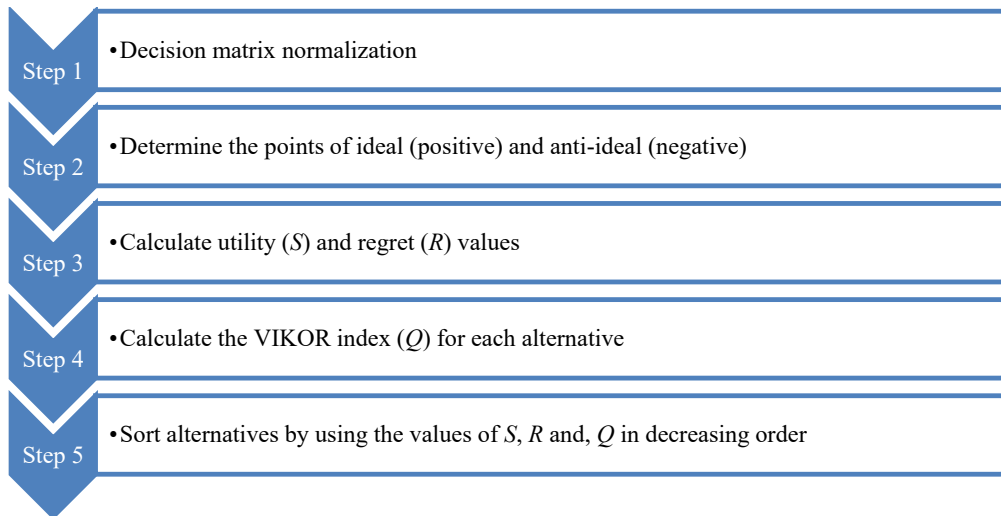 Step 1
•Decision matrix normalization
Step 2
•Determine the points of ideal (positive) and anti-ideal (negative)
Step 3
•Calculate utility (S) and regret (R) values
Step 4
•Calculate the VIKOR index (Q) for each alternative
Step 5
•Sort alternatives by using the values of S, R and, Q in decreasing order